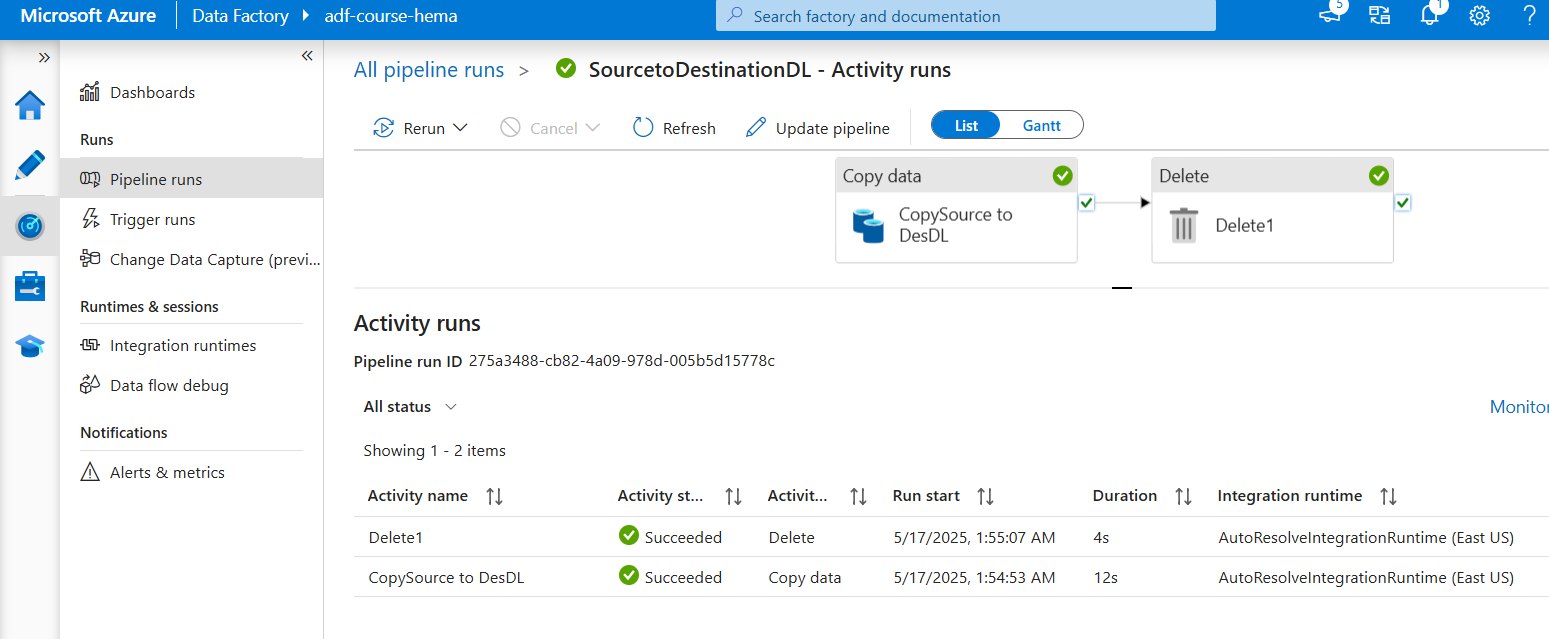 Microsoft Azure Data Factory adf-course-hema Search factory and documentation 5 1 ?
Dashboards
Runs
Pipeline runs
Trigger runs
Change Data Capture (previ...
Runtimes & sessions
Integration runtimes
Data flow debug
Notifications
Alerts & metrics
All pipeline runs > SourcetoDestinationDL - Activity runs
Rerun Cancel Refresh Update pipeline List Gantt
Copy data
CopySource to
DesDL
Delete
Delete1
Activity runs
Pipeline run ID 275a3488-cb82-4a09-978d-005b5d15778c
All status Monitor
Showing 1 - 2 items
Activity name Activity st... Activit... Run start Duration Integration runtime
Delete1 Succeeded Delete 5/17/2025, 1:55:07 AM 4s AutoResolveIntegrationRuntime (East US)
CopySource to DesDL Succeeded Copy data 5/17/2025, 1:54:53 AM 12s AutoResolveIntegrationRuntime (East US)